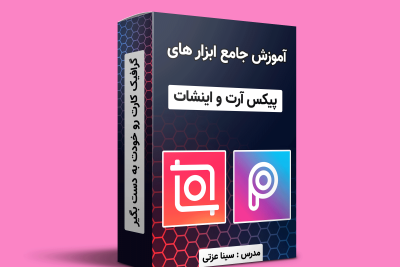 آموزش جامع ابزار های
پیکس آرت و اینشات
گرافیک کارت رو خودت به دست بگیر
مدرس : سینا عزتی